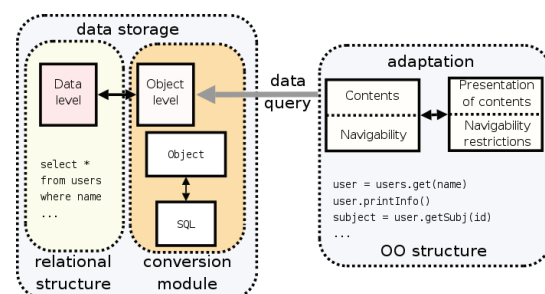 data storage
Data
level
Object
level
Object
SQL
select *
from users
where name
...
relational
structure
conversion
module
data
query
adaptation
Contents
Navigability
Presentation
of contents
Navigability
restrictions
user = users.get(name)
user.printInfo()
subject = user.getSubj(id)
...
OO structure